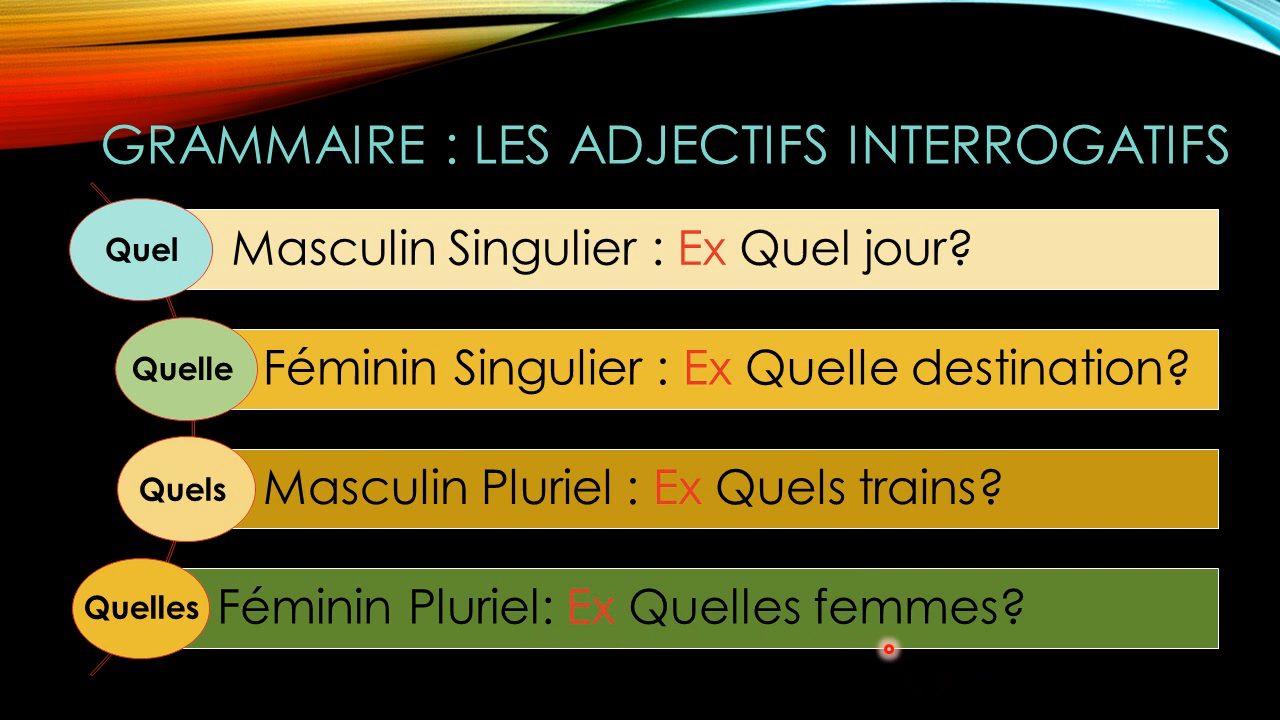 GRAMMAIRE : LES ADJECTIFS INTERROGATIFS
Quel
Masculin Singulier : Ex Quel jour?
Quelle
Féminin Singulier : Ex Quelle destination?
Quels
Masculin Pluriel : Ex Quels trains?
Quelles
Féminin Pluriel: Ex Quelles femmes?